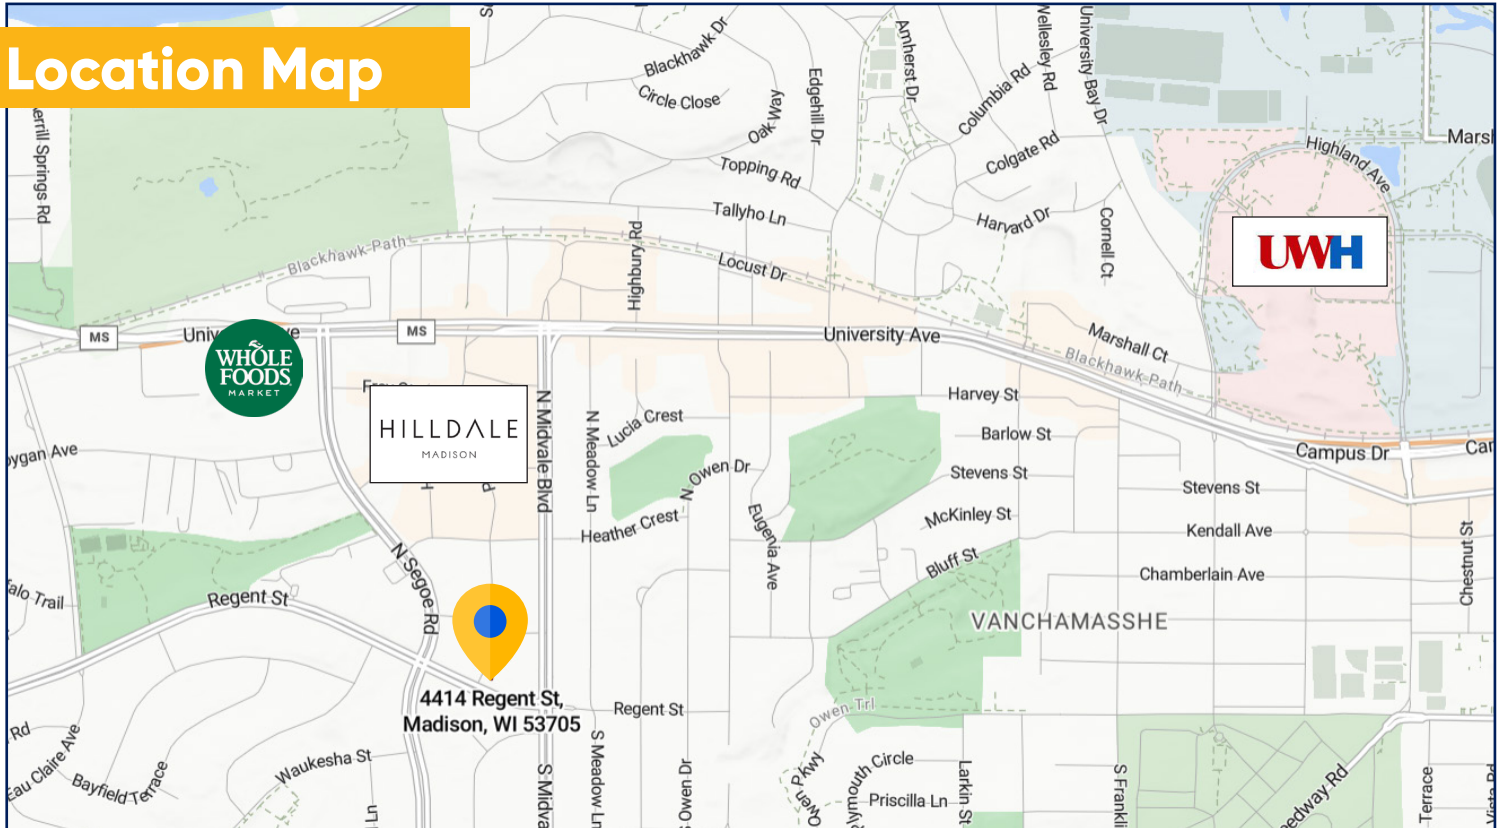 Location Map
Blackhawk Dr
Circle Close
Oak Way
Edgehill Dr
Amherst Dr
Columbia Rd
Wellesley Rd
University Bay Dr
Colgate Rd
Topping Rd
Tallyho Ln
Harvard Dr
Cornell Ct
Highland Ave
UWH
Blackhawk Path
Highbury Rd
Locust Dr
MS
MS
University Ave
Marshall Ct
Blackhawk Path
WHOLE
FOODS
MARKET
HILLDALE
MADISON
N Midvale Blvd
N Meadow Ln
Lucia Crest
N Owen Dr
Heather Crest
Eugenia Ave
Harvey St
Barlow St
Stevens St
McKinley St
Bluff St
Campus Dr
Stevens St
Kendall Ave
Chamberlain Ave
Chestnut St
VANCHAMASSHE
N Segoe Rd
Regent St
4414 Regent St,
Madison, WI 53705
Regent St
Owen Trl
Waukesha St
Eau Claire Ave
Bayfield Terrace
S Meadow Ln
S Owen Dr
Owen Pkwy
Circle
Priscilla Ln
Larkin St
Terrace
Rd